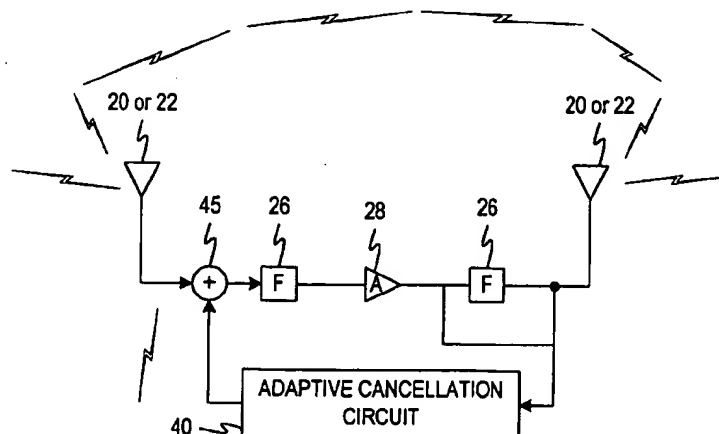 20 or 22
20 or 22
45
26
28
26
+
F
A
F
ADAPTIVE CANCELLATION
CIRCUIT
40